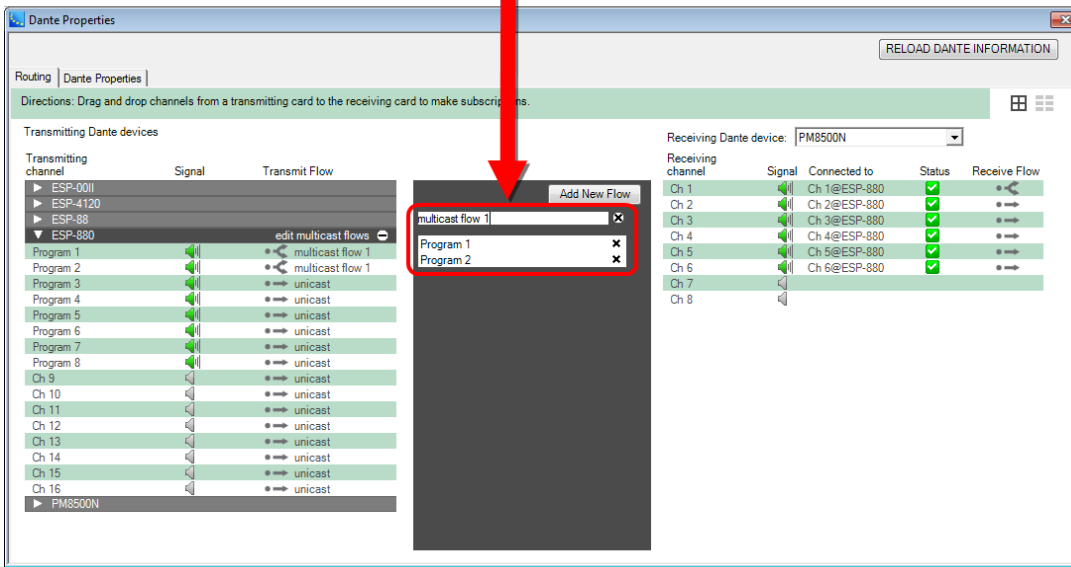 Dante Properties
RELOAD DANTE INFORMATION
Routing Dante Properties
Directions: Drag and drop channels from a transmitting card to the receiving card to make subscriptions.
Transmitting Dante devices
Receiving Dante device: PM8500N
Transmitting
channel Signal Transmit Flow
ESP-00II
ESP-4120
ESP-88
ESP-880 edit multicast flows
Program 1 multicast flow 1
Program 2 multicast flow 1
Program 3 unicast
Program 4 unicast
Program 5 unicast
Program 6 unicast
Program 7 unicast
Program 8 unicast
Ch 9 unicast
Ch 10 unicast
Ch 11 unicast
Ch 12 unicast
Ch 13 unicast
Ch 14 unicast
Ch 15 unicast
Ch 16 unicast
PM8500N
Add New Flow
multicast flow 1
Program 1
Program 2
Receiving
channel Signal Connected to Status Receive Flow
Ch 1 Ch 1@ESP-880
Ch 2 Ch 2@ESP-880
Ch 3 Ch 3@ESP-880
Ch 4 Ch 4@ESP-880
Ch 5 Ch 5@ESP-880
Ch 6 Ch 6@ESP-880
Ch 7
Ch 8